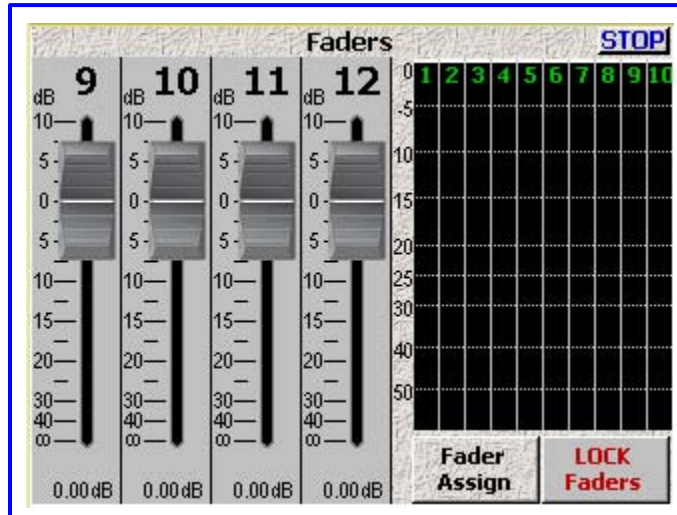 Faders STOP
dB 9 dB 10 dB 11 dB 12
10 10 10 10
5 5 5 5
0 0 0 0
5 5 5 5
10 10 10 10
15 15 15 15
20 20 20 20
30 30 30 30
40 40 40 40
∞ ∞ ∞ ∞
0.00dB 0.00dB 0.00dB 0.00dB
0 1 2 3 4 5 6 7 8 9 10
-5
10
15
20
25
30
40
50
Fader
Assign
LOCK
Faders